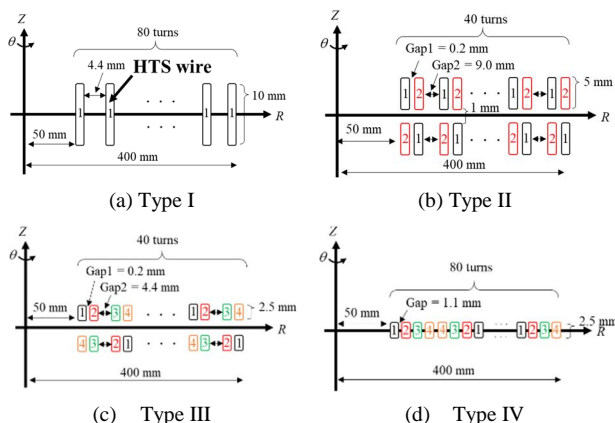 Z
θ
80 turns
4.4 mm
HTS wire
1 1 1 1
10 mm
R
50 mm
400 mm
(a) Type I
Z
θ
40 turns
Gap1 = 0.2 mm
Gap2 = 9.0 mm
1 2 1 2 1 2 1 2
5 mm
1 mm
R
50 mm
2 1 2 1 2 1 2 1
400 mm
(b) Type II
Z
θ
40 turns
Gap1 = 0.2 mm
Gap2 = 4.4 mm
50 mm
1 2 3 4 1 2 3 4
2.5 mm
R
4 3 2 1 4 3 2 1
400 mm
(c) Type III
Z
θ
80 turns
Gap = 1.1 mm
50 mm
R
1 2 3 4 4 3 2 1 1 2 3 4
2.5 mm
400 mm
(d) Type IV